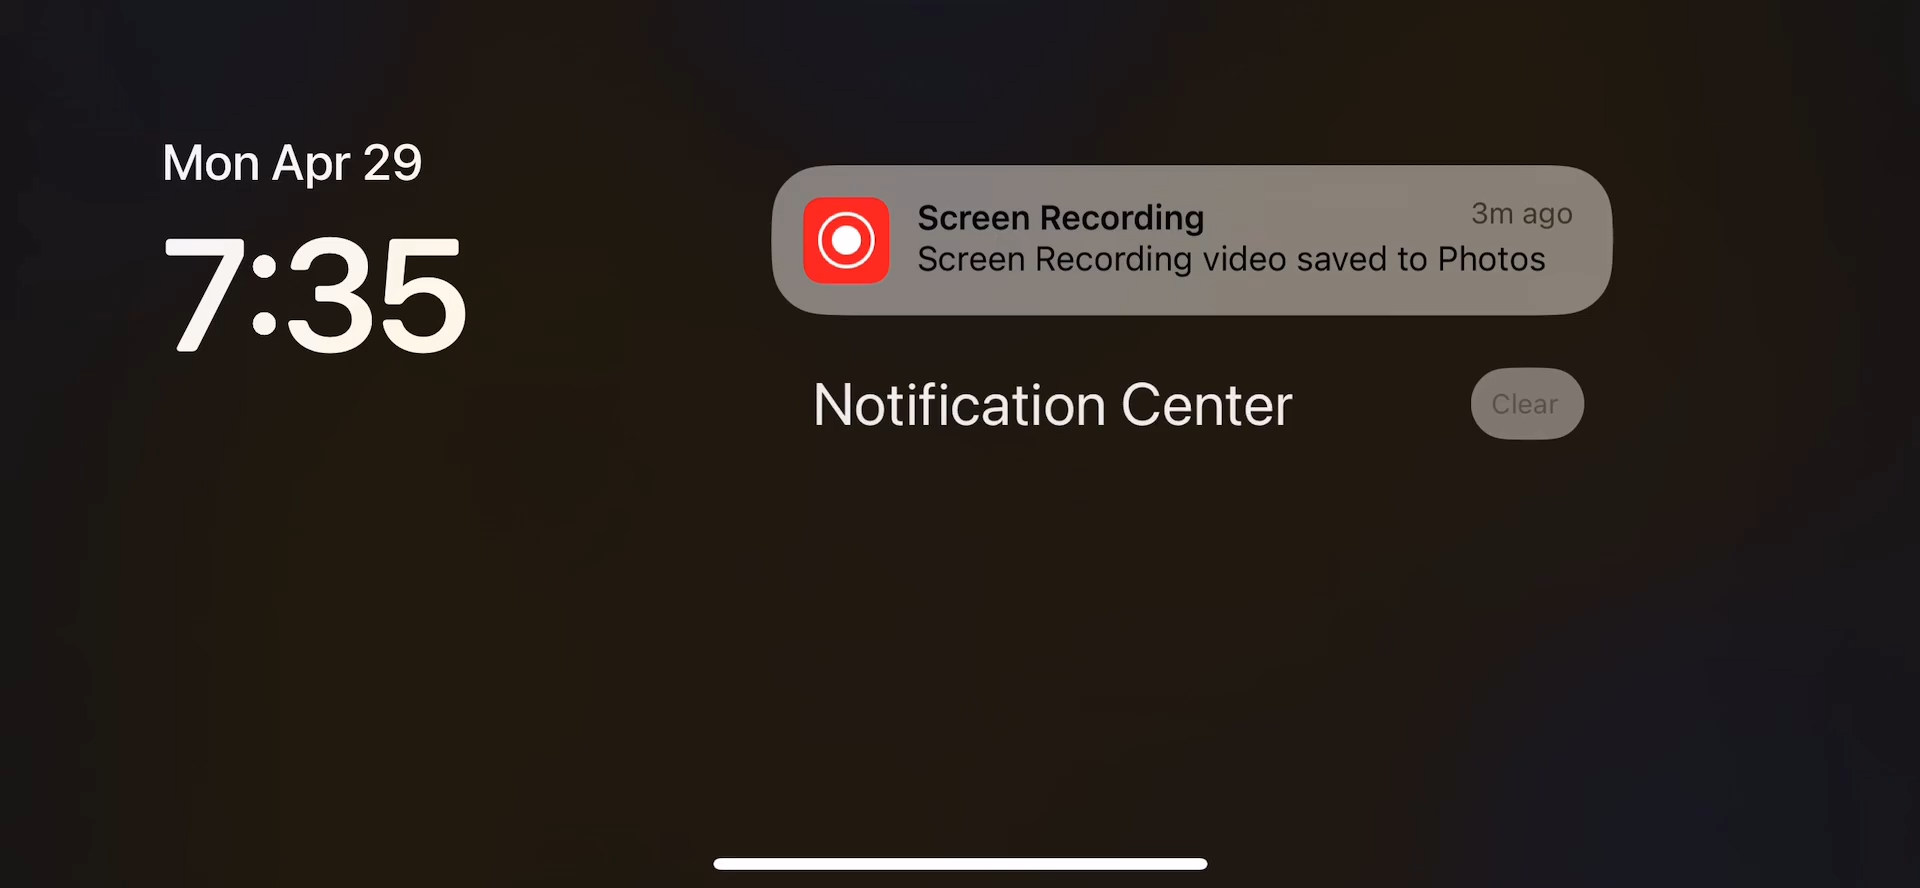 Mon Apr 29
7:35
Screen Recording
3m ago
Screen Recording video saved to Photos
Notification Center
Clear